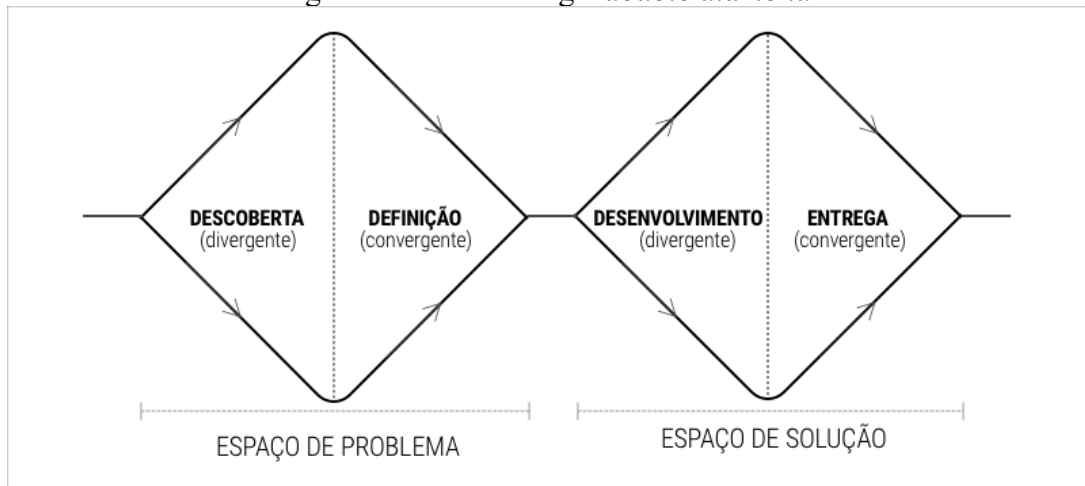 DESCOBERTA
(divergente)
DEFINIÇÃO
(convergente)
DESENVOLVIMENTO
(divergente)
ENTREGA
(convergente)
ESPAÇO DE PROBLEMA
ESPAÇO DE SOLUÇÃO